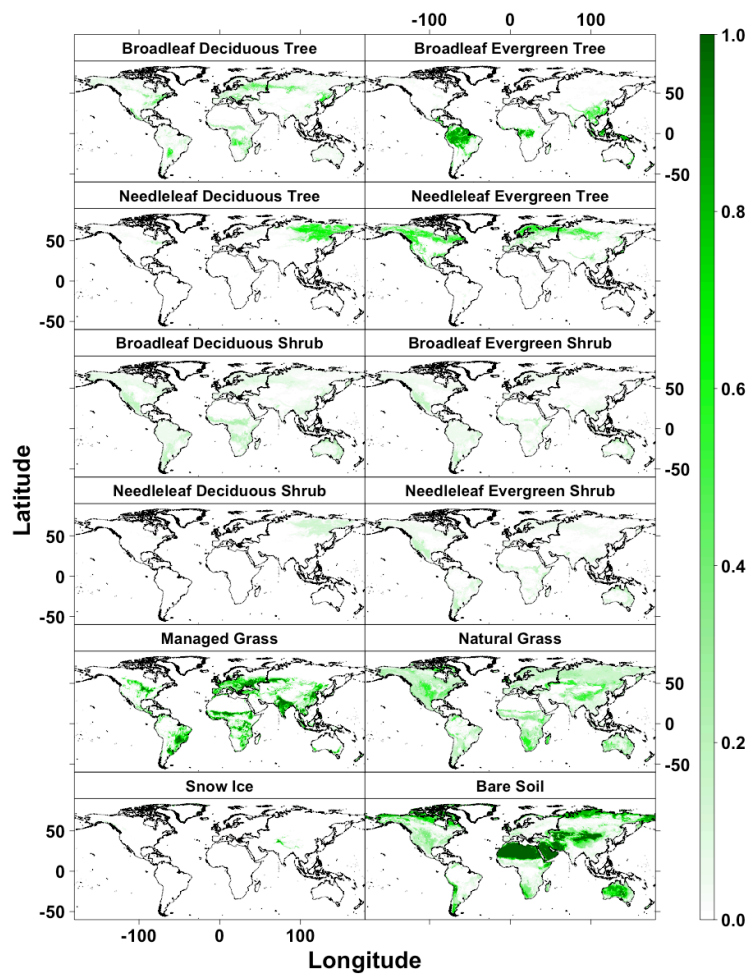 -100 0 100
1.0
Broadleaf Deciduous Tree Broadleaf Evergreen Tree
50
0
-50
Needleleaf Deciduous Tree Needleleaf Evergreen Tree
0.8
50
0
-50
Broadleaf Deciduous Shrub Broadleaf Evergreen Shrub
0.6
50
0
-50
Latitude
Needleleaf Deciduous Shrub Needleleaf Evergreen Shrub
50
0
0.4
-50
Managed Grass Natural Grass
50
0
0.2
-50
Snow Ice Bare Soil
50
0
-50
0.0
-100 0 100
Longitude